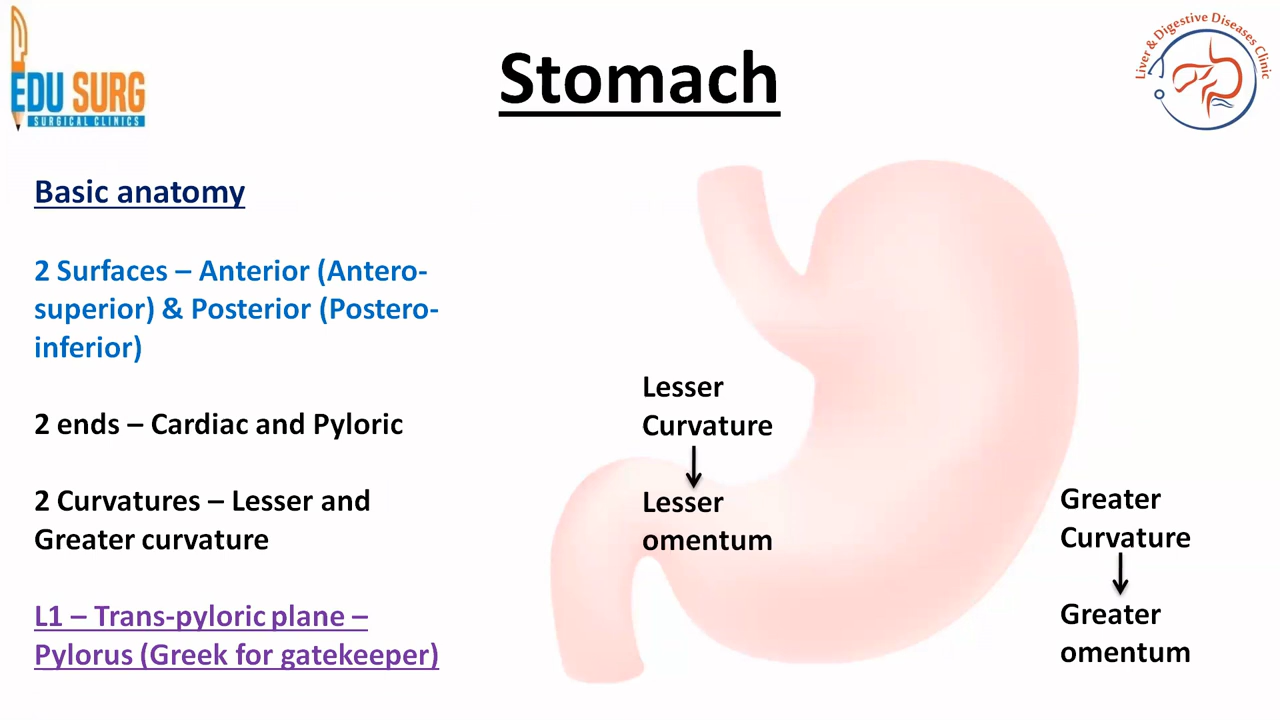 EDU SURG
SURGICAL CLINICS
Stomach
Liver & Digestive Diseases Clinic
Basic anatomy
2 Surfaces – Anterior (Antero-
superior) & Posterior (Postero-
inferior)
2 ends – Cardiac and Pyloric
2 Curvatures – Lesser and
Greater curvature
L1 – Trans-pyloric plane –
Pylorus (Greek for gatekeeper)
Lesser
Curvature
Lesser
omentum
Greater
Curvature
Greater
omentum